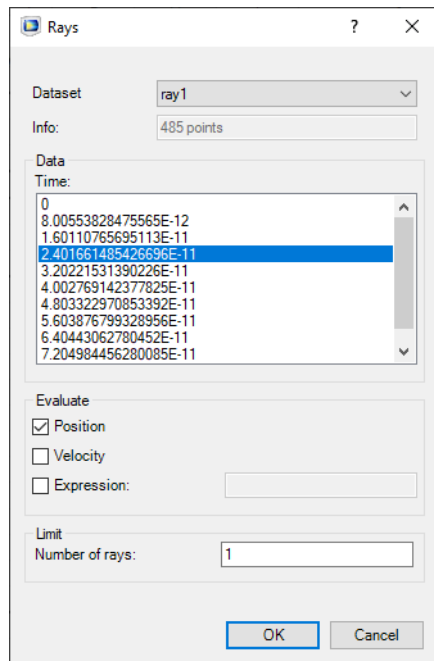 Rays
?
Dataset
ray1
Info:
485 points
Data
Time:
0
8.00553828475565E-12
1.60110765695113E-11
2.401661485426696E-11
3.20221531390226E-11
4.002769142377825E-11
4.803322970853392E-11
5.603876799328956E-11
6.40443062780452E-11
7.204984456280085E-11
Evaluate
Position
Velocity
Expression:
Limit
Number of rays:
1
OK
Cancel